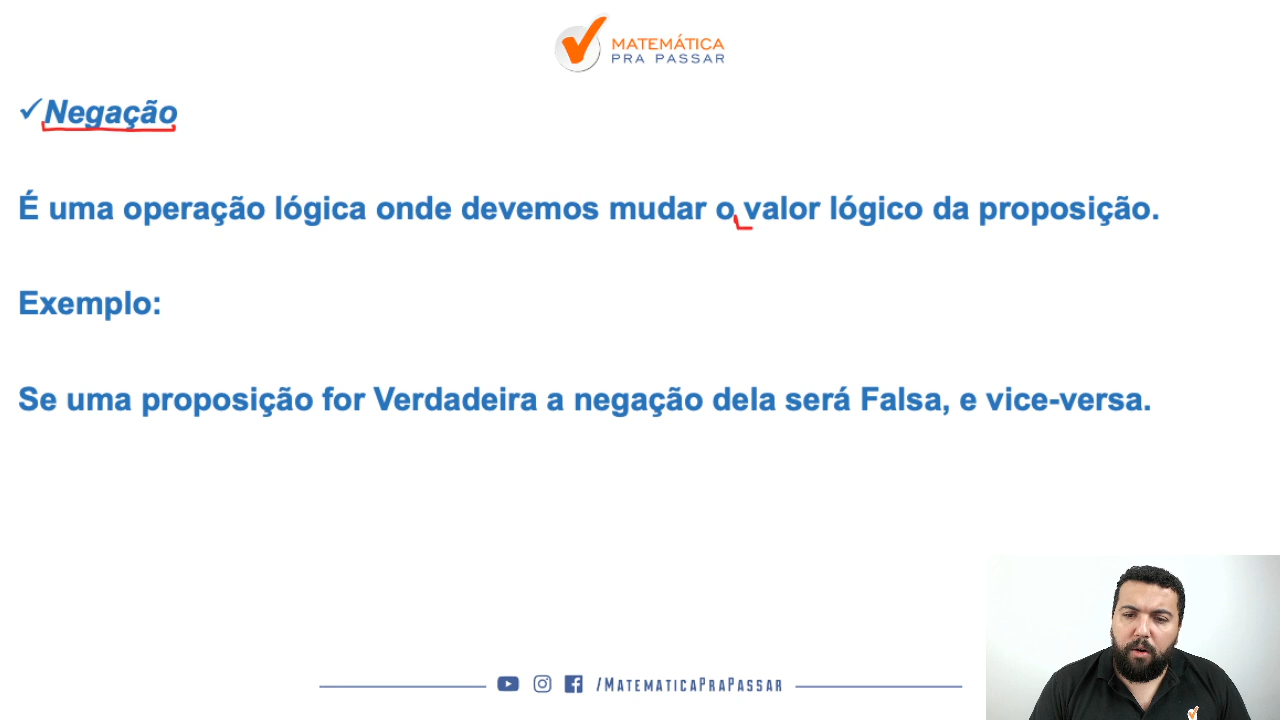 MATEMÁTICA
PRA PASSAR
Negação
É uma operação lógica onde devemos mudar o valor lógico da proposição.
Exemplo:
Se uma proposição for Verdadeira a negação dela será Falsa, e vice-versa.
/MATEMATICAPRAPASSAR